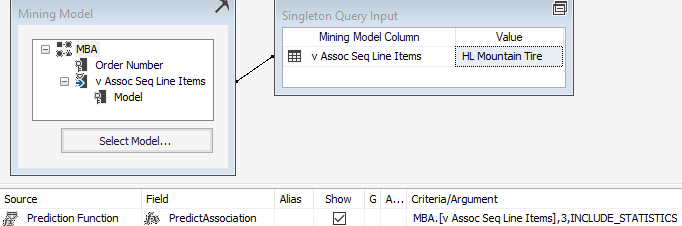 Mining Model
MBA
Order Number
v Assoc Seq Line Items
Model
Select Model...
Singleton Query Input
Mining Model Column Value
v Assoc Seq Line Items HL Mountain Tire
Source Field Alias Show G A... Criteria/Argument
Prediction Function PredictAssociation MBA.[v Assoc Seq Line Items],3,INCLUDE_STATISTICS